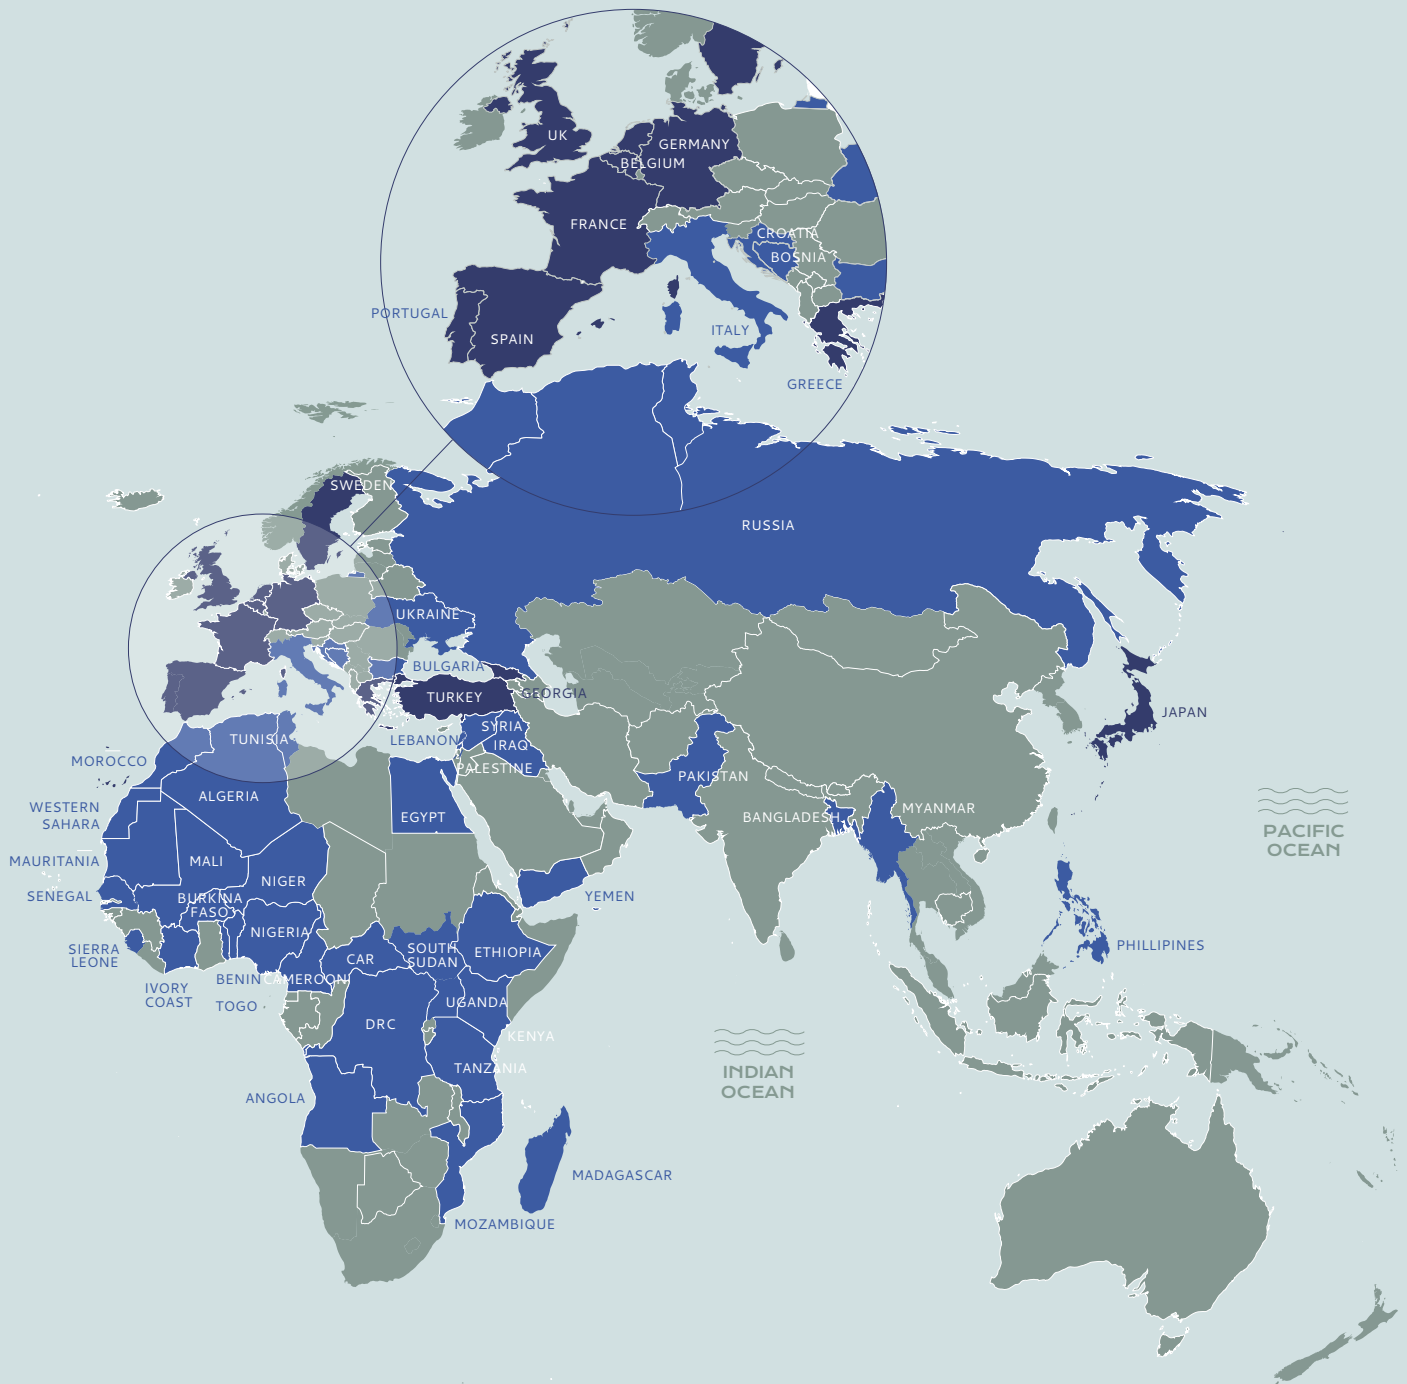 UK
GERMANY
BELGIUM
FRANCE
CROATIA
BOSNIA
PORTUGAL
SPAIN
ITALY
GREECE
SWEDEN
RUSSIA
UKRAINE
BULGARIA
TURKEY
GEORGIA
JAPAN
SYRIA
LEBANON
IRAQ
TUNISIA
MOROCCO
PALESTINE
PAKISTAN
ALGERIA
WESTERN
SAHARA
EGYPT
BANGLADESH
MYANMAR
PACIFIC
OCEAN
MAURITANIA
MALI
NIGER
SENEGAL
BURKINA
FASO
YEMEN
NIGERIA
SIERRA
LEONE
CAR
SOUTH
SUDAN
ETHIOPIA
PHILLIPINES
IVORY
COAST
BENIN
CAMEROON
TOGO
UGANDA
DRC
KENYA
TANZANIA
INDIAN
OCEAN
ANGOLA
MADAGASCAR
MOZAMBIQUE